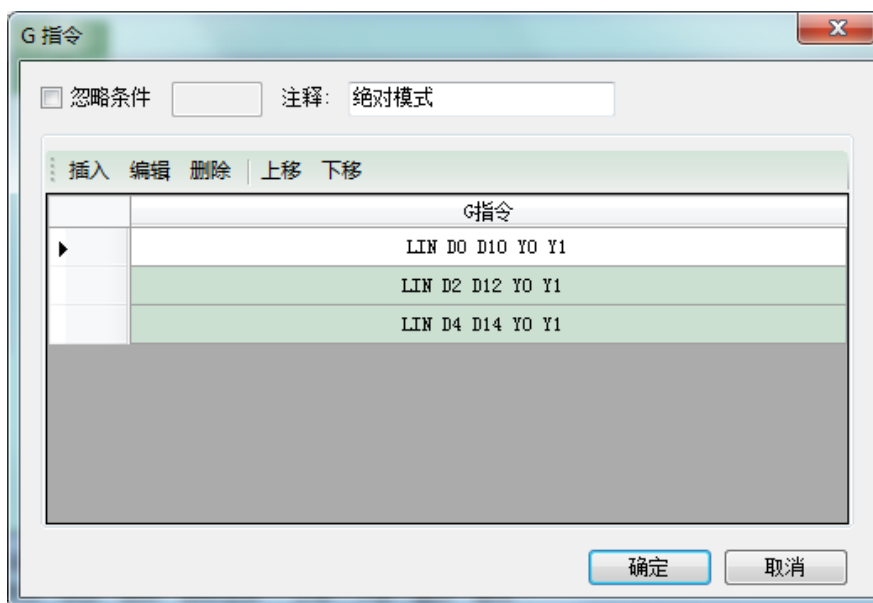 G 指令
忽略条件 注释: 绝对模式
插入 编辑 删除 上移 下移
G指令
LIN D0 D10 Y0 Y1
LIN D2 D12 Y0 Y1
LIN D4 D14 Y0 Y1
确定 取消